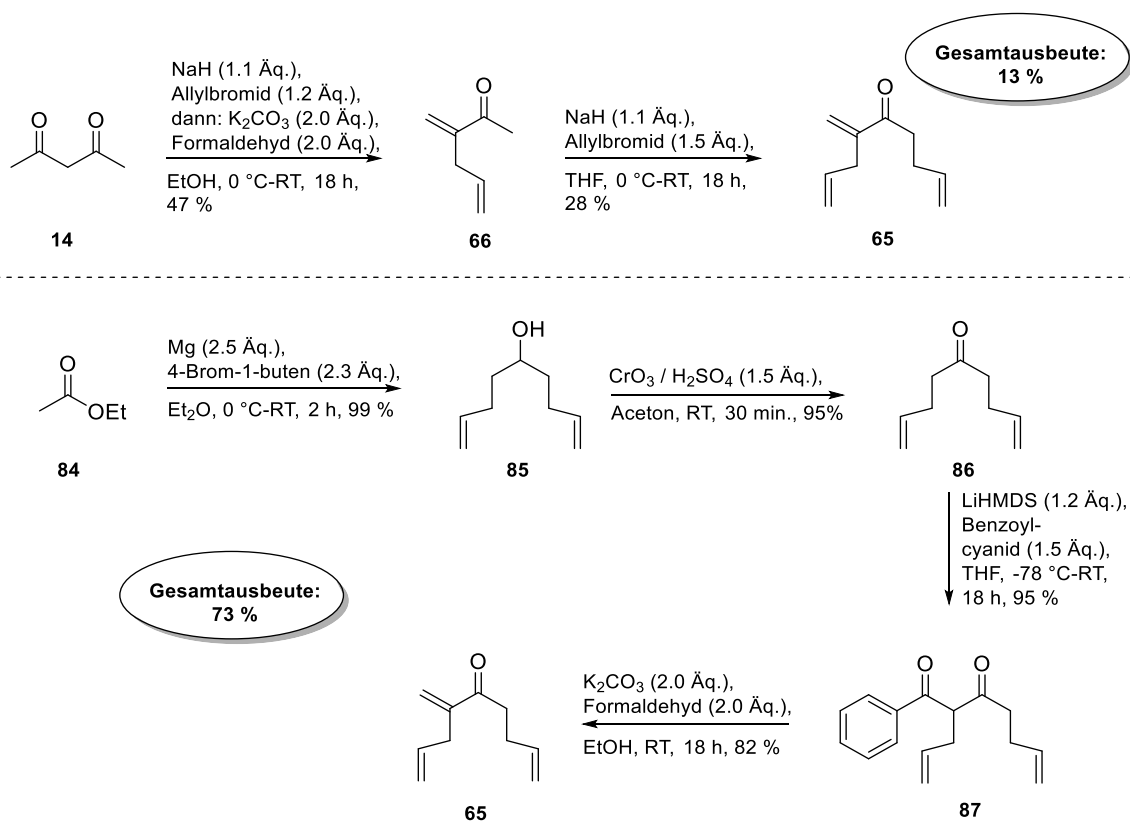 NaH (1.1 Äq.),
Allylbromid (1.2 Äq.),
dann: K₂CO₃ (2.0 Äq.),
Formaldehyd (2.0 Äq.),
EtOH, 0 °C-RT, 18 h,
47 %
O O
14
O
66
NaH (1.1 Äq.),
Allylbromid (1.5 Äq.),
THF, 0 °C-RT, 18 h,
28 %
O
65
Gesamtausbeute:
13 %
O
OEt
84
Mg (2.5 Äq.),
4-Brom-1-buten (2.3 Äq.),
Et₂O, 0 °C-RT, 2 h, 99 %
OH
85
CrO₃ / H₂SO₄ (1.5 Äq.),
Aceton, RT, 30 min., 95%
O
86
LiHMDS (1.2 Äq.),
Benzoyl-
cyanid (1.5 Äq.),
THF, -78 °C-RT,
18 h, 95 %
Gesamtausbeute:
73 %
O O
87
K₂CO₃ (2.0 Äq.),
Formaldehyd (2.0 Äq.),
EtOH, RT, 18 h, 82 %
O
65